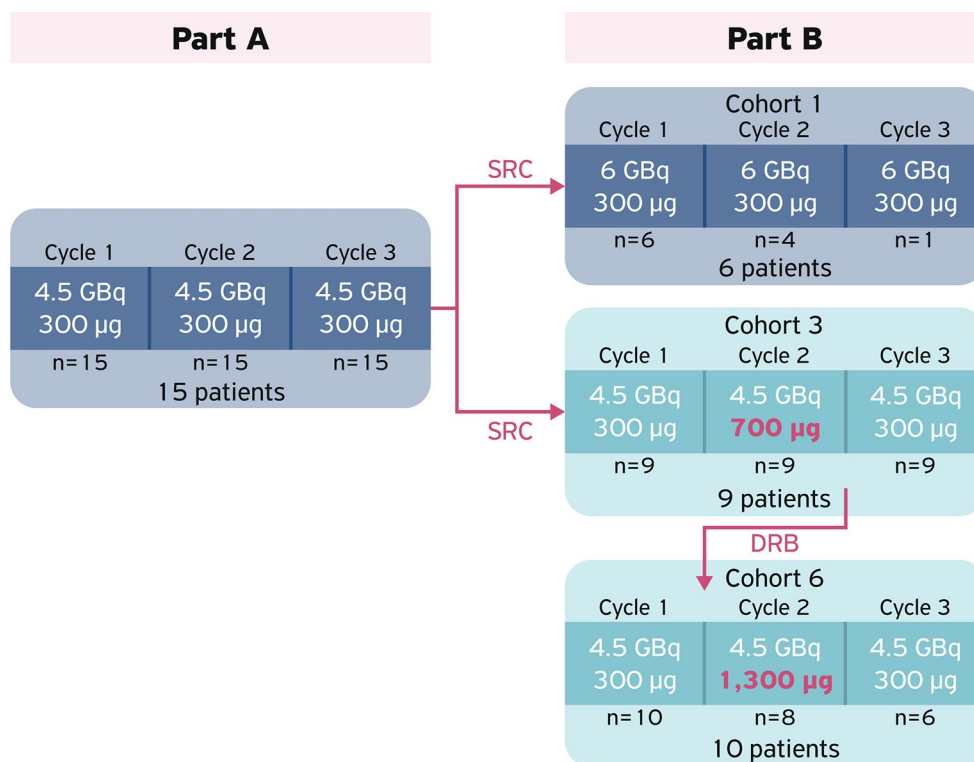 Part A
Cycle 1 Cycle 2 Cycle 3
4.5 GBq 4.5 GBq 4.5 GBq
300 µg 300 µg 300 µg
n=15 n=15 n=15
15 patients
SRC
SRC
Part B
Cohort 1
Cycle 1 Cycle 2 Cycle 3
6 GBq 6 GBq 6 GBq
300 µg 300 µg 300 µg
n=6 n=4 n=1
6 patients
Cohort 3
Cycle 1 Cycle 2 Cycle 3
4.5 GBq 4.5 GBq 4.5 GBq
300 µg 700 µg 300 µg
n=9 n=9 n=9
9 patients
DRB
Cohort 6
Cycle 1 Cycle 2 Cycle 3
4.5 GBq 4.5 GBq 4.5 GBq
300 µg 1,300 µg 300 µg
n=10 n=8 n=6
10 patients